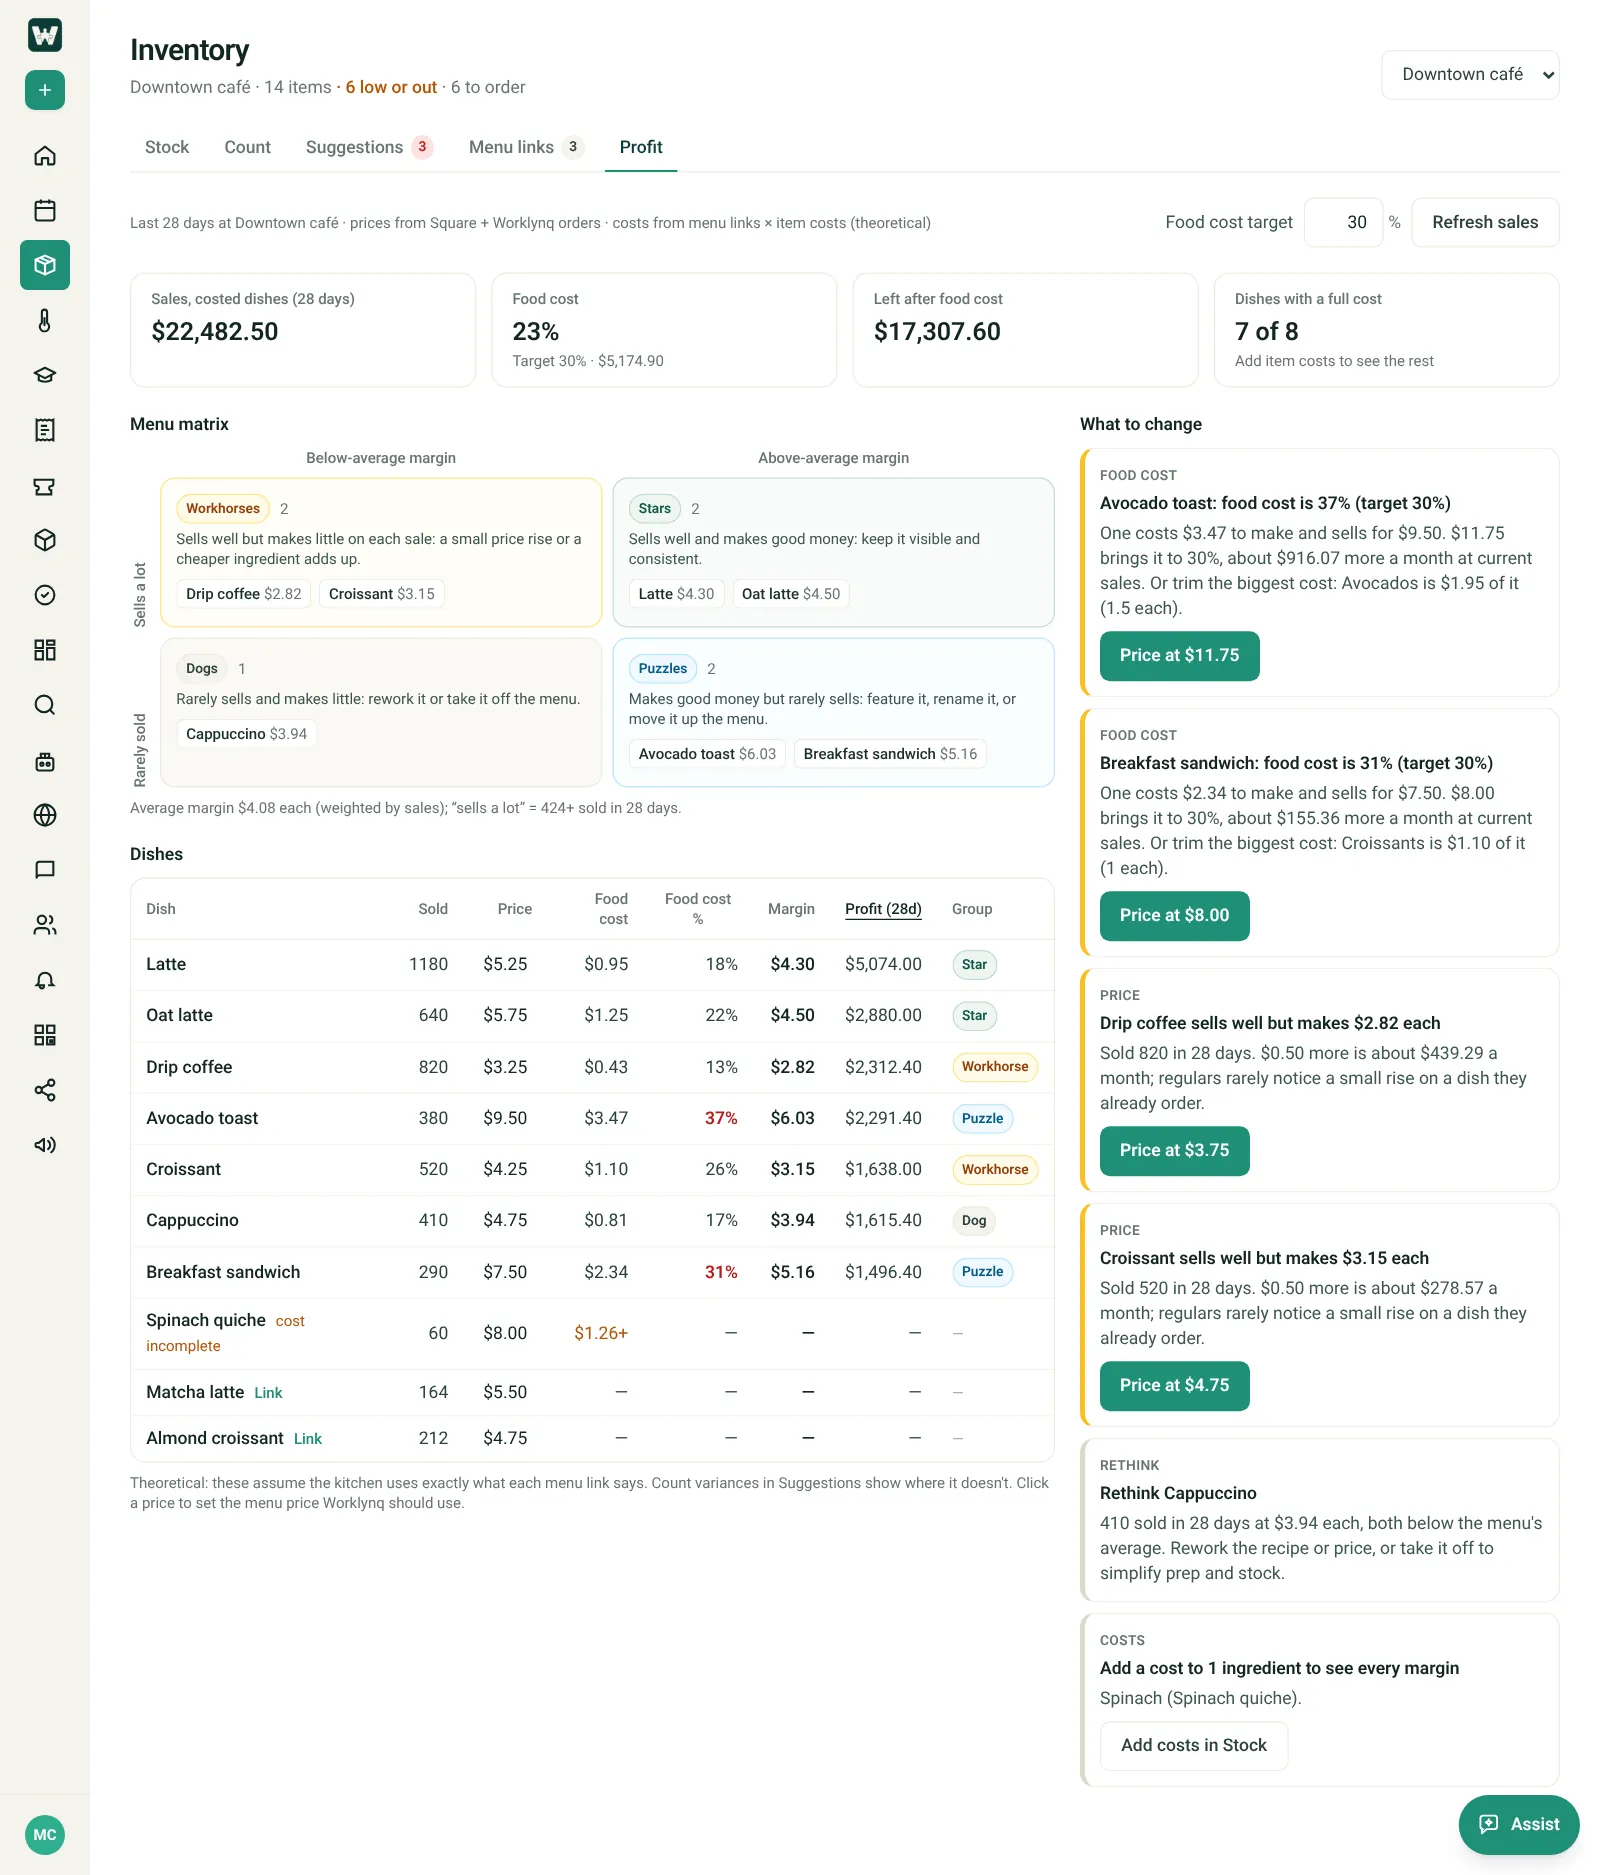 W
+
Inventory
Downtown café · 14 items · 6 low or out · 6 to order
Downtown café
Stock
Count
Suggestions 3
Menu links 3
Profit
Last 28 days at Downtown café · prices from Square + Worklynq orders · costs from menu links × item costs (theoretical)
Food cost target 30 %
Refresh sales
Sales, costed dishes (28 days)
$22,482.50
Food cost
23%
Target 30% · $5,174.90
Left after food cost
$17,307.60
Dishes with a full cost
7 of 8
Add item costs to see the rest
Menu matrix
Below-average margin
Above-average margin
Sells a lot
Workhorses 2
Sells well but makes little on each sale: a small price rise or a
cheaper ingredient adds up.
Drip coffee $2.82
Croissant $3.15
Stars 2
Sells well and makes good money: keep it visible and
consistent.
Latte $4.30
Oat latte $4.50
Rarely sold
Dogs 1
Rarely sells and makes little: rework it or take it off the menu.
Cappuccino $3.94
Puzzles 2
Makes good money but rarely sells: feature it, rename it, or
move it up the menu.
Avocado toast $6.03
Breakfast sandwich $5.16
Average margin $4.08 each (weighted by sales); “sells a lot” = 424+ sold in 28 days.
Dishes
Dish Sold Price Food cost Food cost % Margin Profit (28d) Group
Latte 1180 $5.25 $0.95 18% $4.30 $5,074.00 Star
Oat latte 640 $5.75 $1.25 22% $4.50 $2,880.00 Star
Drip coffee 820 $3.25 $0.43 13% $2.82 $2,312.40 Workhorse
Avocado toast 380 $9.50 $3.47 37% $6.03 $2,291.40 Puzzle
Croissant 520 $4.25 $1.10 26% $3.15 $1,638.00 Workhorse
Cappuccino 410 $4.75 $0.81 17% $3.94 $1,615.40 Dog
Breakfast sandwich 290 $7.50 $2.34 31% $5.16 $1,496.40 Puzzle
Spinach quiche cost incomplete 60 $8.00 $1.26+ — — — –
Matcha latte Link 164 $5.50 — — — — –
Almond croissant Link 212 $4.75 — — — — –
Theoretical: these assume the kitchen uses exactly what each menu link says. Count variances in Suggestions show where it doesn't. Click
a price to set the menu price Worklynq should use.
What to change
FOOD COST
Avocado toast: food cost is 37% (target 30%)
One costs $3.47 to make and sells for $9.50. $11.75
brings it to 30%, about $916.07 more a month at current
sales. Or trim the biggest cost: Avocados is $1.95 of it
(1.5 each).
Price at $11.75
FOOD COST
Breakfast sandwich: food cost is 31% (target 30%)
One costs $2.34 to make and sells for $7.50. $8.00
brings it to 30%, about $155.36 more a month at current
sales. Or trim the biggest cost: Croissants is $1.10 of it
(1 each).
Price at $8.00
PRICE
Drip coffee sells well but makes $2.82 each
Sold 820 in 28 days. $0.50 more is about $439.29 a
month; regulars rarely notice a small rise on a dish they
already order.
Price at $3.75
PRICE
Croissant sells well but makes $3.15 each
Sold 520 in 28 days. $0.50 more is about $278.57 a
month; regulars rarely notice a small rise on a dish they
already order.
Price at $4.75
RETHINK
Rethink Cappuccino
410 sold in 28 days at $3.94 each, both below the menu's
average. Rework the recipe or price, or take it off to
simplify prep and stock.
COSTS
Add a cost to 1 ingredient to see every margin
Spinach (Spinach quiche).
Add costs in Stock
MC
Assist